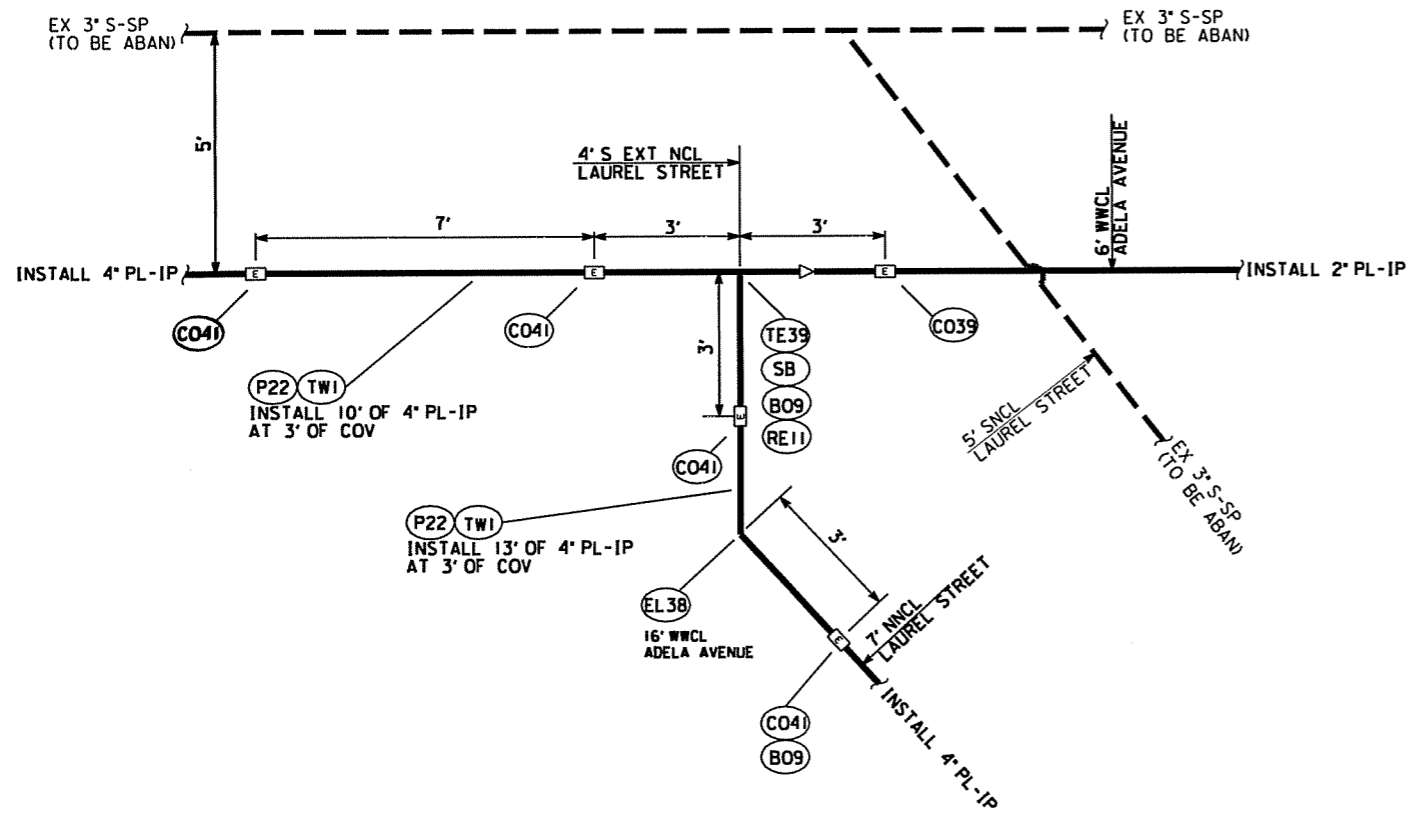 EX 3" S-SP
(TO BE ABAN)
EX 3" S-SP
(TO BE ABAN)
5'
4' S EXT NCL
LAUREL STREET
6' WWCL
ADELA AVENUE
7'
3'
3'
INSTALL 4" PL-IP
E
E
E
INSTALL 2" PL-IP
CO41
CO41
CO39
3'
TE39
SB
BO9
RE11
P22
TW1
INSTALL 10' OF 4" PL-IP
AT 3' OF COV
E
CO41
5' SNCL
LAUREL STREET
EX 3" S-SP
(TO BE ABAN)
P22
TW1
INSTALL 13' OF 4" PL-IP
AT 3' OF COV
3'
EL38
16' WWCL
ADELA AVENUE
E
7' NNCL
LAUREL STREET
CO41
BO9
INSTALL 4" PL-IP